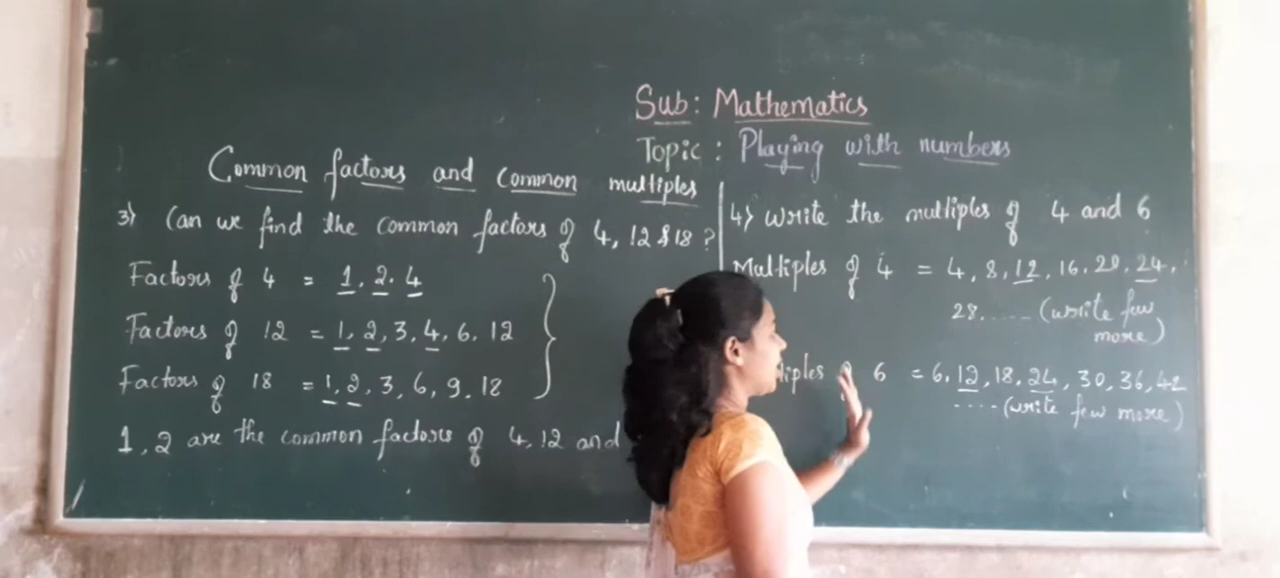 Sub: Mathematics
Topic: Playing with numbers
Common factors and common multiples
3) Can we find the common factors of 4, 12 & 18 ?
Factors of 4 = 1, 2, 4
Factors of 12 = 1, 2, 3, 4, 6, 12
Factors of 18 = 1, 2, 3, 6, 9, 18
1, 2 are the common factors of 4, 12 and
4) Write the multiples of 4 and 6
Multiples of 4 = 4, 8, 12, 16, 20, 24,
28, ..... (write few
more)
tiples of 6 = 6, 12, 18, 24, 30, 36, 42
.... (write few more)